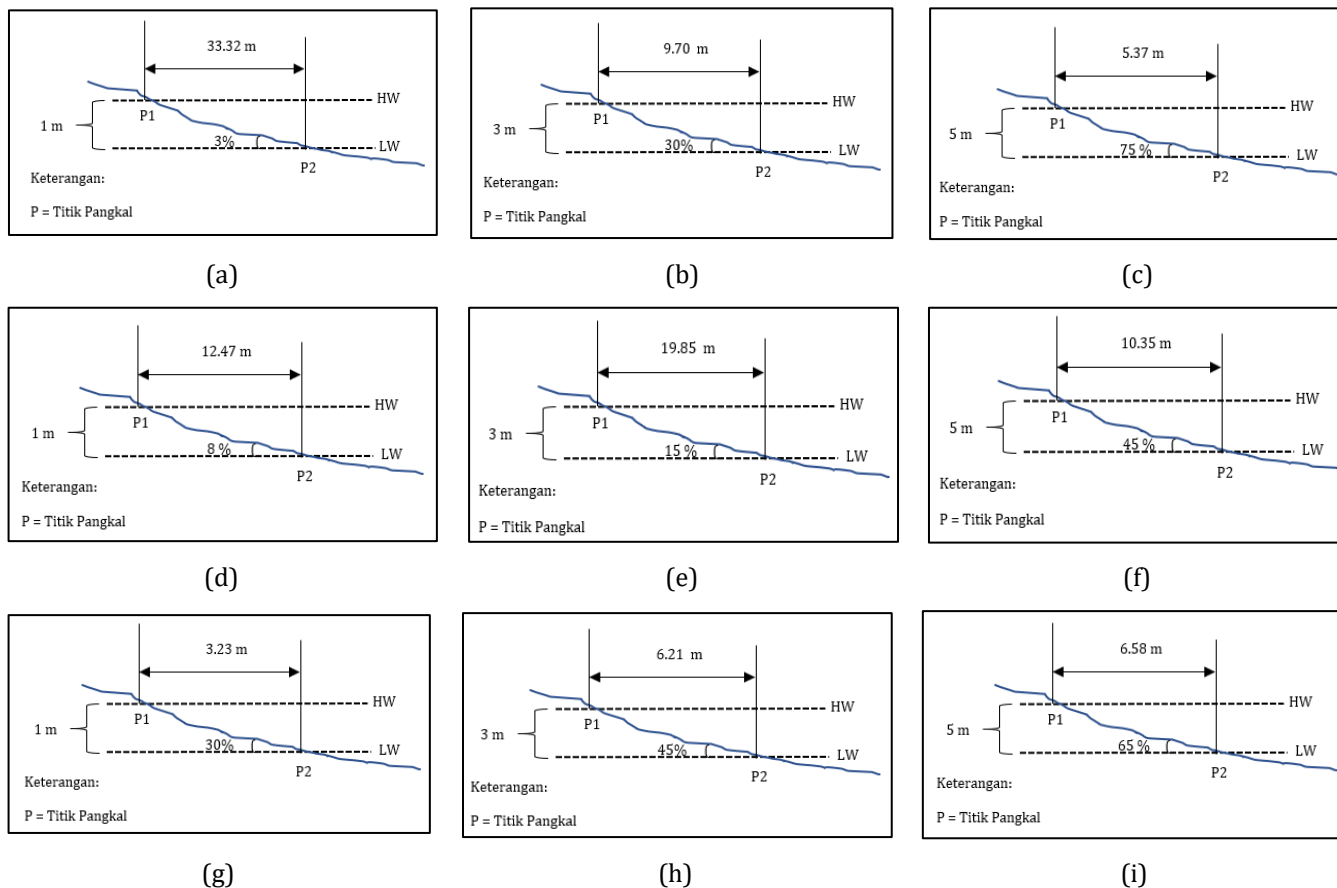 33.32 m
HW
1 m
P1
3%
LW
P2
Keterangan:
P = Titik Pangkal
(a)
9.70 m
HW
3 m
P1
30%
LW
P2
Keterangan:
P = Titik Pangkal
(b)
5.37 m
HW
5 m
P1
75 %
LW
P2
Keterangan:
P = Titik Pangkal
(c)
12.47 m
HW
1 m
P1
8 %
LW
P2
Keterangan:
P = Titik Pangkal
(d)
19.85 m
HW
3 m
P1
15 %
LW
P2
Keterangan:
P = Titik Pangkal
(e)
10.35 m
HW
5 m
P1
45 %
LW
P2
Keterangan:
P = Titik Pangkal
(f)
3.23 m
HW
1 m
P1
30%
LW
P2
Keterangan:
P = Titik Pangkal
(g)
6.21 m
HW
3 m
P1
45%
LW
P2
Keterangan:
P = Titik Pangkal
(h)
6.58 m
HW
5 m
P1
65 %
LW
P2
Keterangan:
P = Titik Pangkal
(i)